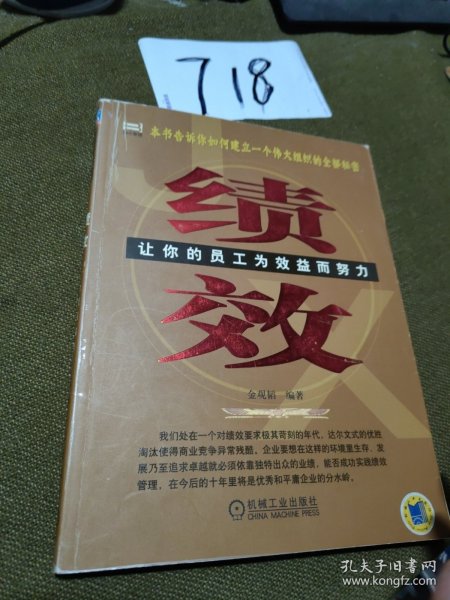 718
本书告诉你如何建立一个伟大组织的全部秘密
绩
让你的员工为效益而努力
效
金观韬 编著
我们处在一个对绩效要求极其苛刻的年代，达尔文式的优胜
淘汰使得商业竞争异常残酷。企业要想在这样的环境里生存、发
展乃至追求卓越就必须依靠独特出众的业绩，能否成功实践绩效
管理，在今后的十年里将是优秀和平庸企业的分水岭。
机械工业出版社
CHINA MACHINE PRESS
孔夫子旧书网
www.kongfz.com